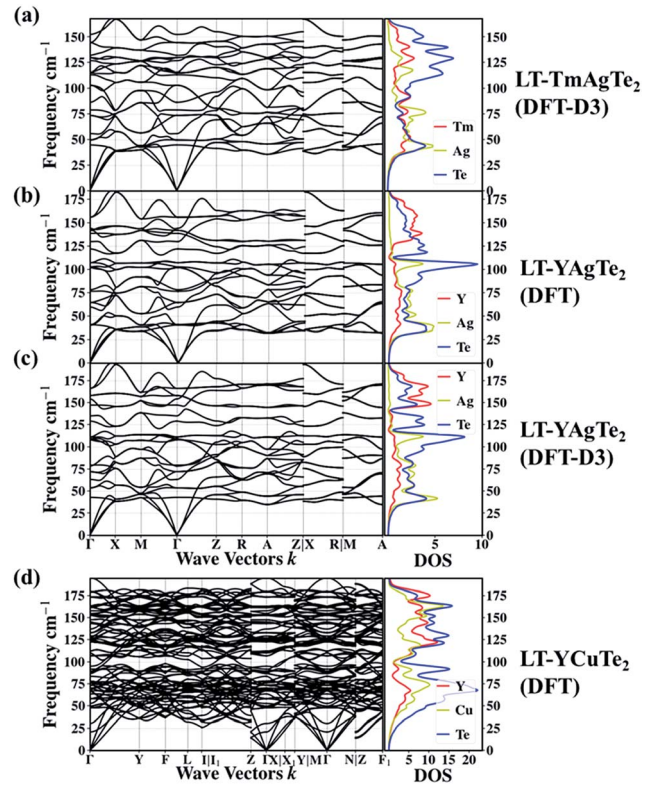 (a)
Frequency cm⁻¹
150
125
100
75
50
25
0
Tm
Ag
Te
150
125
100
75
50
25
0
LT-TmAgTe₂
(DFT-D3)
(b)
Frequency cm⁻¹
175
150
125
100
75
50
25
0
Y
Ag
Te
175
150
125
100
75
50
25
0
LT-YAgTe₂
(DFT)
(c)
Frequency cm⁻¹
175
150
125
100
75
50
25
0
Y
Ag
Te
175
150
125
100
75
50
25
0
LT-YAgTe₂
(DFT-D3)
Γ X M Γ Z R A Z|X R|M A
5 10
Wave Vectors k
DOS
(d)
Frequency cm⁻¹
175
150
125
100
75
50
25
0
Y
Cu
Te
175
150
125
100
75
50
25
0
LT-YCuTe₂
(DFT)
Γ Y F L I|I₁ Z ΓX|X₁Y|MΓ N|Z F₁
5 10 20
Wave Vectors k
DOS